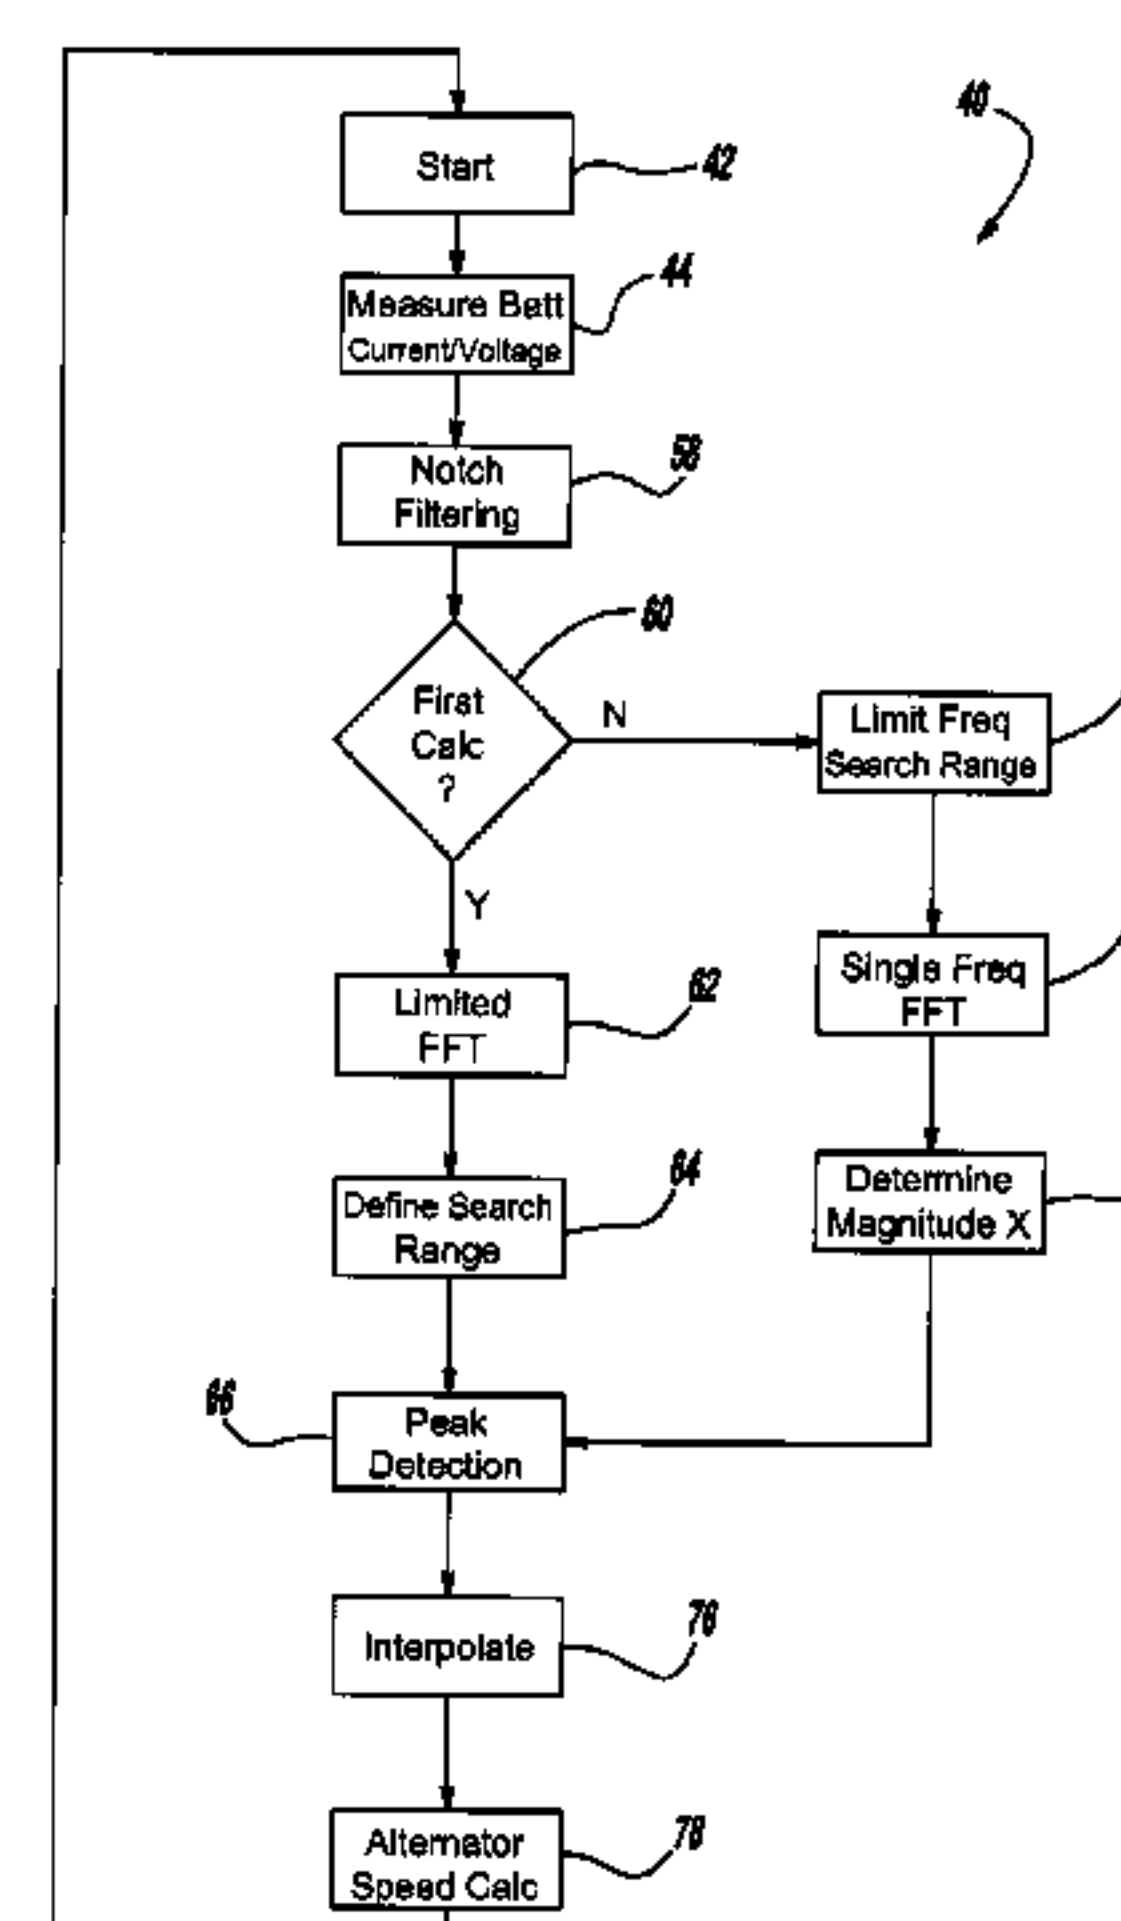 40
Start
42
Measure Batt
Current/Voltage
44
Notch
Filtering
58
First
Calc
?
60
N
Y
Limit Freq
Search Range
Limited
FFT
62
Single Freq
FFT
Define Search
Range
64
Determine
Magnitude X
Peak
Detection
66
Interpolate
76
Alternator
Speed Calc
78